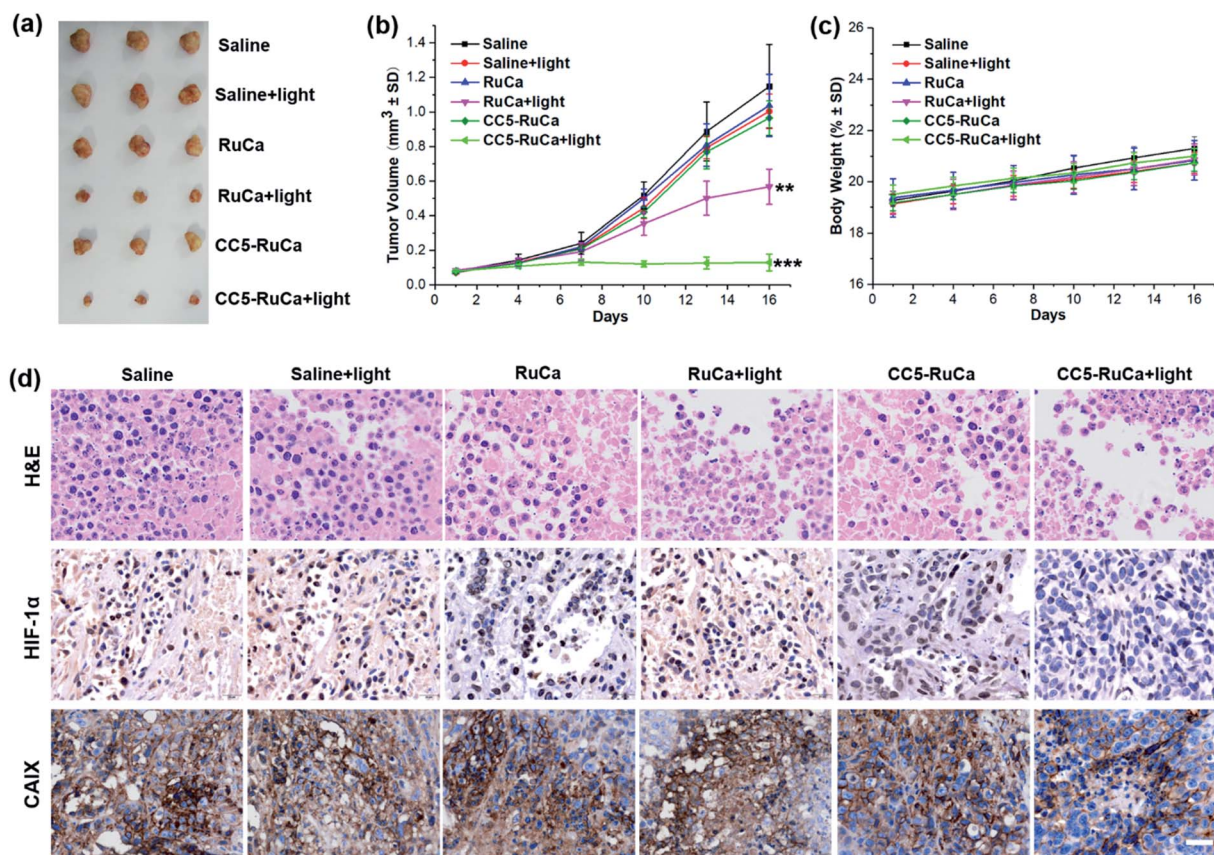 (a)
Saline
Saline+light
RuCa
RuCa+light
CC5-RuCa
CC5-RuCa+light
(b)
Tumor Volume (mm³ ± SD)
1.4
1.2
1.0
0.8
0.6
0.4
0.2
0.0
Saline
Saline+light
RuCa
RuCa+light
CC5-RuCa
CC5-RuCa+light
**
***
0 2 4 6 8 10 12 14 16
Days
(c)
Body Weight (% ± SD)
26
24
22
20
18
16
Saline
Saline+light
RuCa
RuCa+light
CC5-RuCa
CC5-RuCa+light
0 2 4 6 8 10 12 14 16
Days
(d)
Saline Saline+light RuCa RuCa+light CC5-RuCa CC5-RuCa+light
H&E
HIF-1α
CAIX